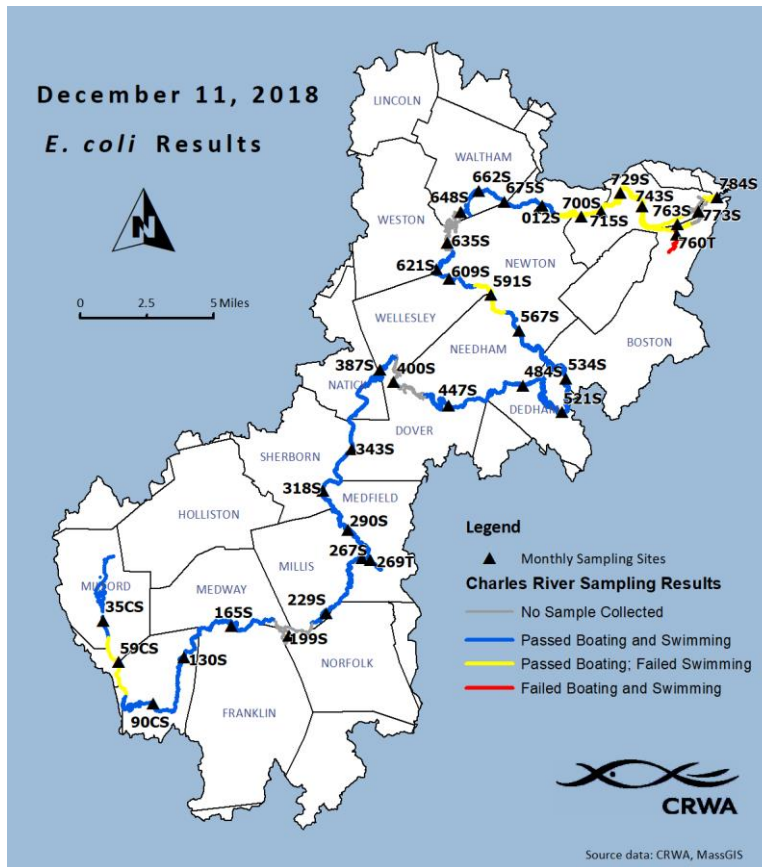 December 11, 2018
E. coli Results
N
0 2.5 5 Miles
LINCOLN
WALTHAM
WESTON
NEWTON
WELLESLEY
NEEDHAM
BOSTON
NATICK
DEDHAM
DOVER
SHERBORN
MEDFIELD
HOLLISTON
MILLIS
MILFORD
MEDWAY
NORFOLK
FRANKLIN
662S
675S
648S
012S
700S
715S
729S
743S
763S
784S
773S
760T
635S
621S
609S
591S
567S
534S
521S
484S
447S
400S
387S
343S
318S
290S
267S
269T
229S
199S
165S
130S
90CS
59CS
35CS
Legend
Monthly Sampling Sites
Charles River Sampling Results
No Sample Collected
Passed Boating and Swimming
Passed Boating; Failed Swimming
Failed Boating and Swimming
CRWA
Source data: CRWA, MassGIS